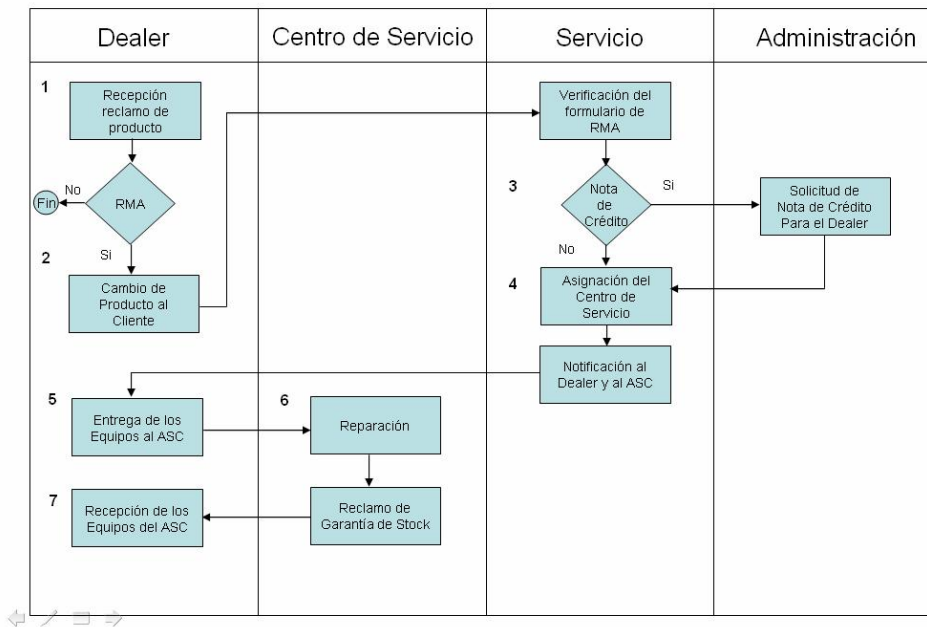 Dealer
Centro de Servicio
Servicio
Administración
1
Recepción
reclamo de
producto
Verificación del
formulario de
RMA
No
Fin
RMA
3
Nota
de
Crédito
Si
Solicitud de
Nota de Crédito
Para el Dealer
Si
2
Cambio de
Producto al
Cliente
No
4
Asignación del
Centro de
Servicio
Notificación al
Dealer y al ASC
5
Entrega de los
Equipos al ASC
6
Reparación
7
Recepción de los
Equipos del ASC
Reclamo de
Garantía de Stock